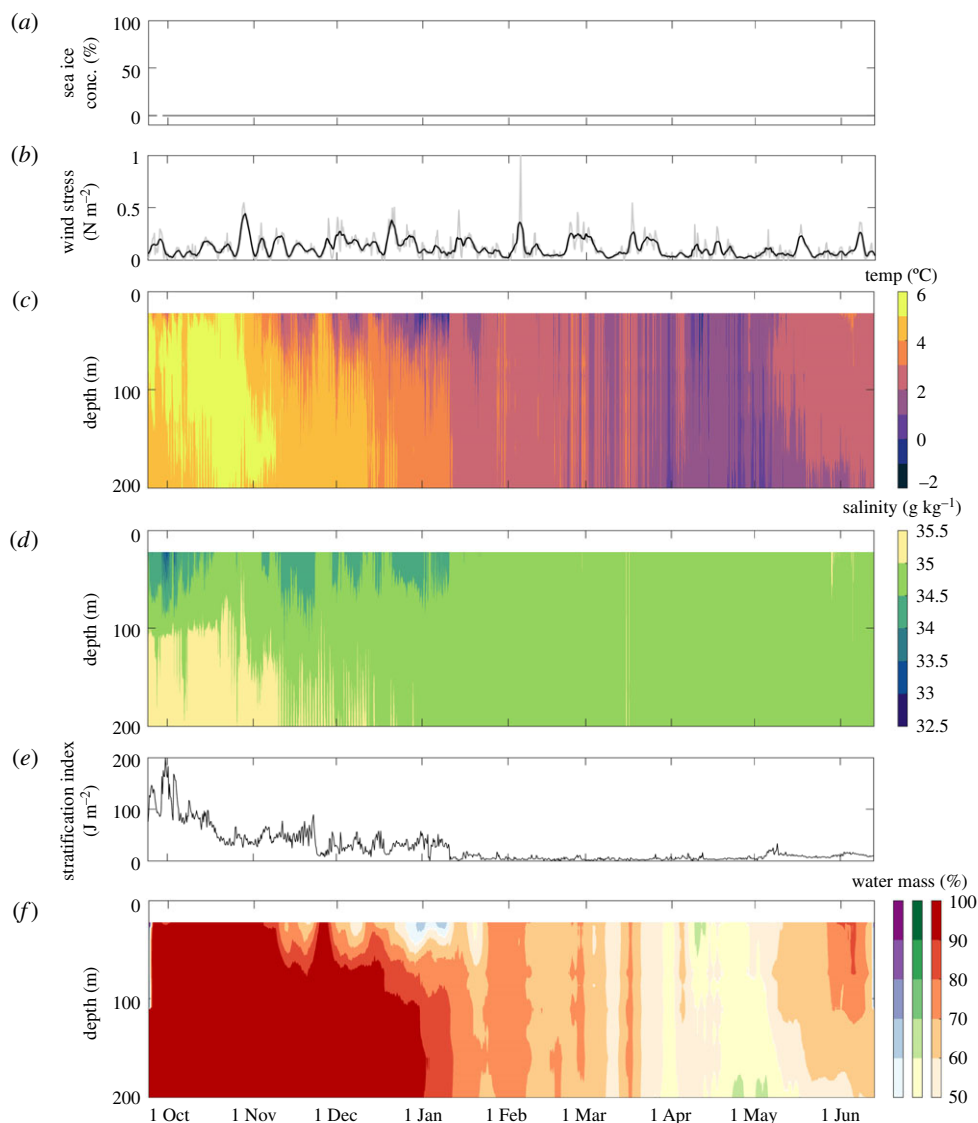 (a)
100
50
0
sea ice
conc. (%)
(b)
1
0.5
0
wind stress
(N m–2)
temp (ºC)
(c)
0
100
200
depth (m)
6
4
2
0
–2
salinity (g kg–1)
(d)
0
100
200
depth (m)
35.5
35
34.5
34
33.5
33
32.5
(e)
200
100
0
stratification index
(J m–2)
water mass (%)
(f)
0
100
200
depth (m)
100
90
80
70
60
50
1 Oct 1 Nov 1 Dec 1 Jan 1 Feb 1 Mar 1 Apr 1 May 1 Jun